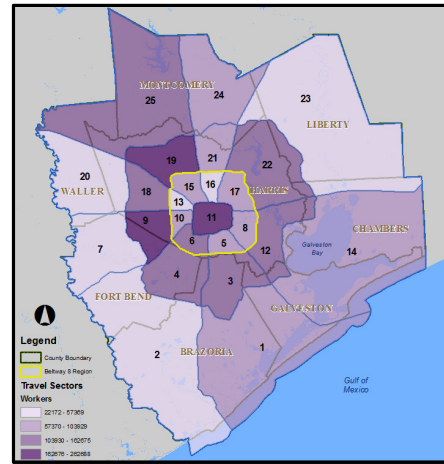 MONTGOMERY
24
25
23
LIBERTY
19
21
22
20
WALLER
18
15
16
17
HARRIS
13
9
10
11
8
CHAMBERS
7
6
5
12
Galveston
Bay
14
4
3
FORT BEND
GALVESTON
Legend
County Boundary
Beltway 8 Region
Travel Sectors
Workers
22172 - 57369
57370 - 103929
103930 - 162675
162676 - 262688
2
BRAZORIA
1
Gulf of
Mexico